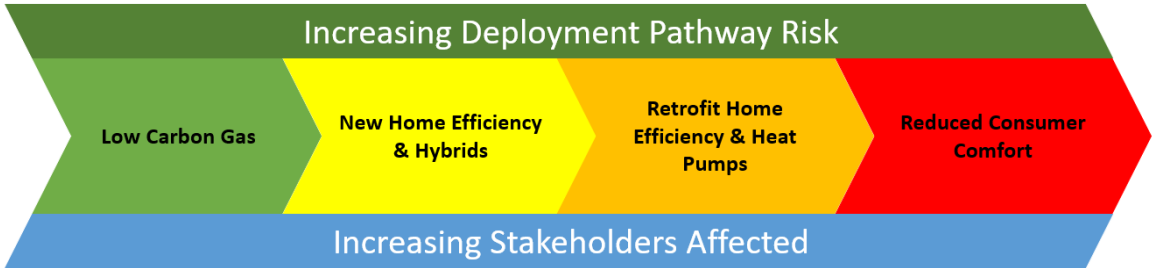 Increasing Deployment Pathway Risk
Low Carbon Gas
New Home Efficiency
& Hybrids
Retrofit Home
Efficiency & Heat
Pumps
Reduced Consumer
Comfort
Increasing Stakeholders Affected